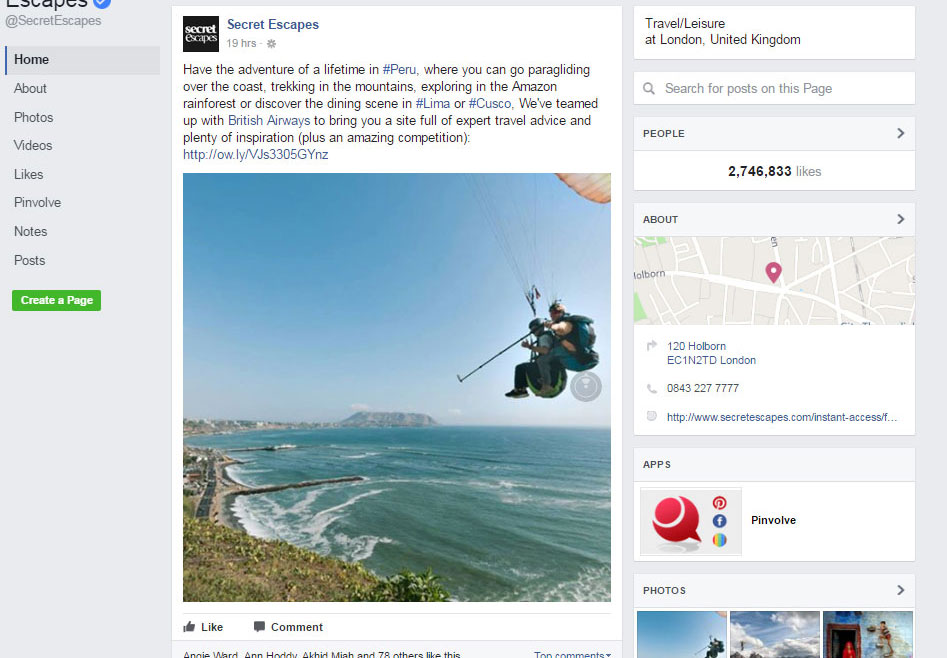 Escapes
@SecretEscapes
Home
About
Photos
Videos
Likes
Pinvolve
Notes
Posts
Create a Page
secret
escapes
Secret Escapes
19 hrs ·
Have the adventure of a lifetime in #Peru, where you can go paragliding
over the coast, trekking in the mountains, exploring in the Amazon
rainforest or discover the dining scene in #Lima or #Cusco, We've teamed
up with British Airways to bring you a site full of expert travel advice and
plenty of inspiration (plus an amazing competition):
http://ow.ly/VJs3305GYnz
Like Comment
Angie Ward, Ann Hoddy, Akhid Miah and 78 others like this.
Top comments
Travel/Leisure
at London, United Kingdom
Search for posts on this Page
PEOPLE
2,746,833 likes
ABOUT
Holborn
120 Holborn
EC1N2TD London
0843 227 7777
http://www.secretescapes.com/instant-access/f...
APPS
Pinvolve
PHOTOS